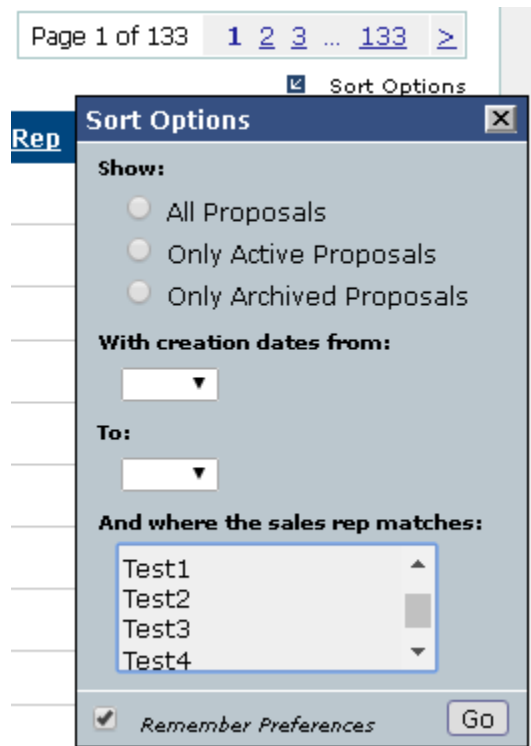 Page 1 of 133 1 2 3 ... 133 >
Sort Options
Rep
Sort Options
Show:
All Proposals
Only Active Proposals
Only Archived Proposals
With creation dates from:
To:
And where the sales rep matches:
Test1
Test2
Test3
Test4
Remember Preferences Go